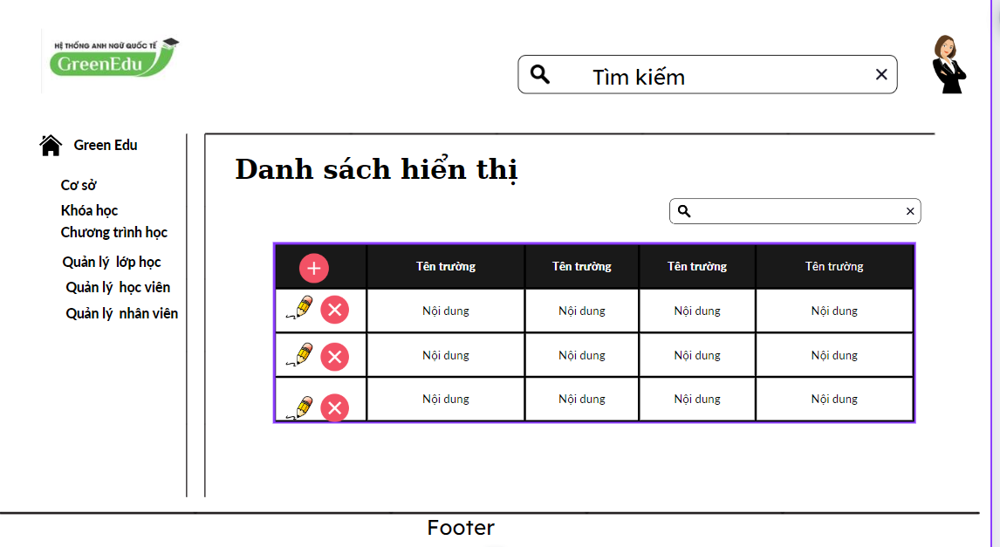 HỆ THỐNG ANH NGỮ QUỐC TẾ
GreenEdu
Tìm kiếm
Green Edu
Cơ sở
Khóa học
Chương trình học
Quản lý lớp học
Quản lý học viên
Quản lý nhân viên
Danh sách hiển thị
Tên trường Tên trường Tên trường Tên trường
Nội dung Nội dung Nội dung Nội dung
Nội dung Nội dung Nội dung Nội dung
Nội dung Nội dung Nội dung Nội dung
Footer